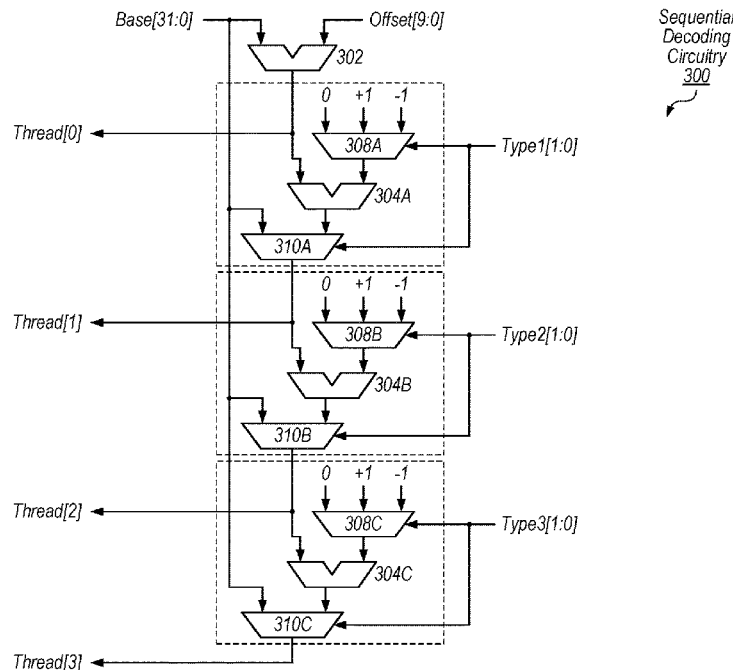 Base[31:0] Offset[9:0]
302
Sequential
Decoding
Circuitry
300
0 +1 -1
Thread[0]
308A
Type1[1:0]
304A
310A
0 +1 -1
Thread[1]
308B
Type2[1:0]
304B
310B
0 +1 -1
Thread[2]
308C
Type3[1:0]
304C
310C
Thread[3]